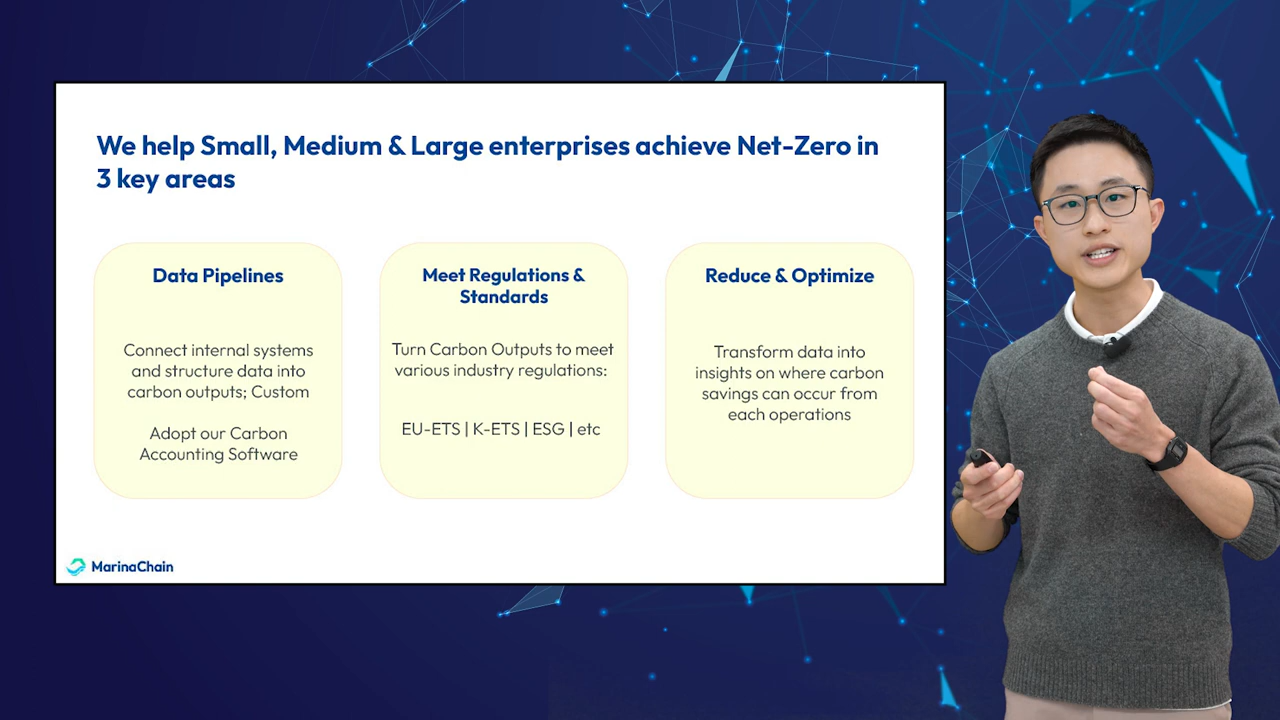 We help Small, Medium & Large enterprises achieve Net-Zero in
3 key areas
Data Pipelines
Connect internal systems
and structure data into
carbon outputs; Custom
Adopt our Carbon
Accounting Software
Meet Regulations &
Standards
Turn Carbon Outputs to meet
various industry regulations:
EU-ETS | K-ETS | ESG | etc
Reduce & Optimize
Transform data into
insights on where carbon
savings can occur from
each operations
MarinaChain